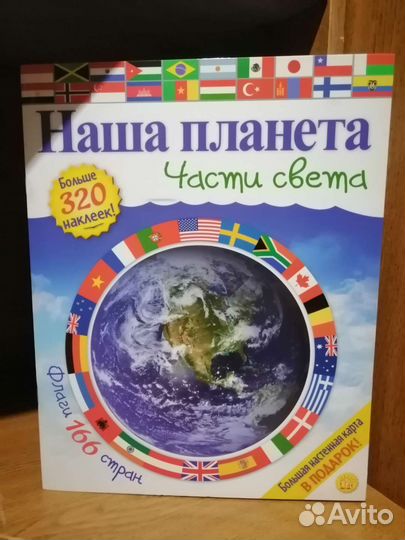 Наша планета
Части света
Больше
320
наклеек!
Флаги 166 стран
Большая настенная карта
В ПОДАРОК!
Avito